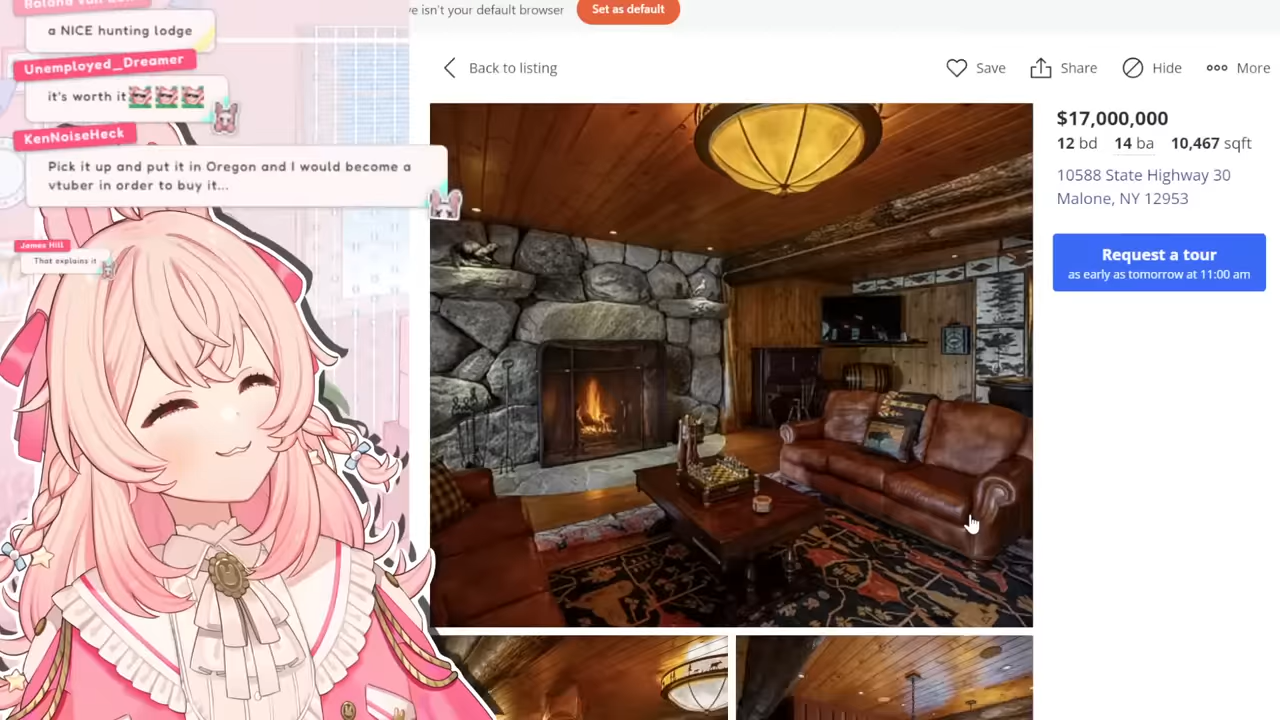 a NICE hunting lodge
Unemployed_Dreamer
it's worth it
KenNoiseHeck
Pick it up and put it in Oregon and I would become a
vtuber in order to buy it...
James Hill
That explains it
isn't your default browser
Set as default
Back to listing
Save
Share
Hide
More
$17,000,000
12 bd 14 ba 10,467 sqft
10588 State Highway 30
Malone, NY 12953
Request a tour
as early as tomorrow at 11:00 am